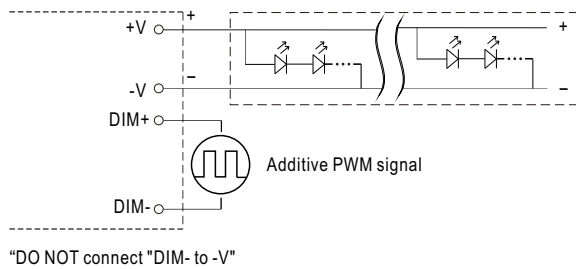 +V + +
-V − −
DIM+
Additive PWM signal
DIM-
“DO NOT connect "DIM- to -V"